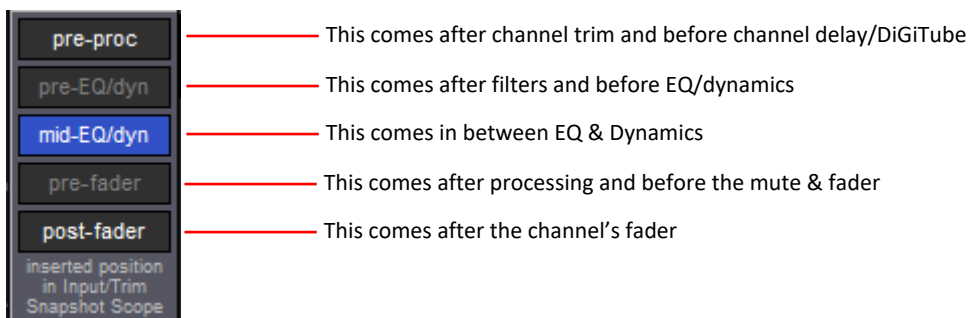 pre-proc This comes after channel trim and before channel delay/DiGiTube
pre-EQ/dyn This comes after filters and before EQ/dynamics
mid-EQ/dyn This comes in between EQ & Dynamics
pre-fader This comes after processing and before the mute & fader
post-fader This comes after the channel’s fader
inserted position
in Input/Trim
Snapshot Scope